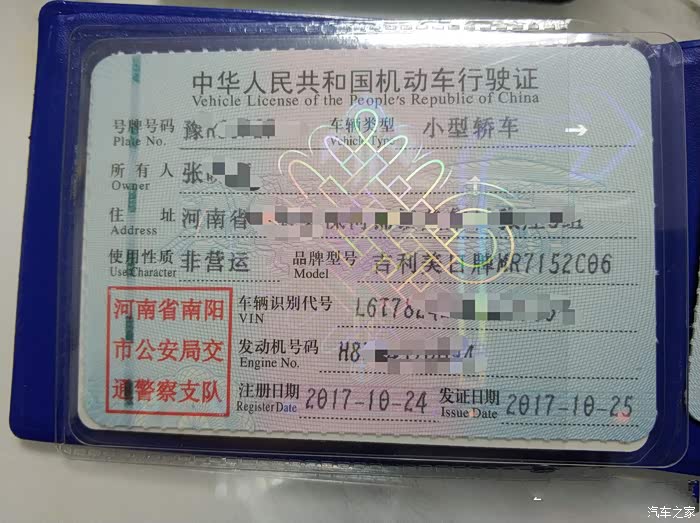 中华人民共和国机动车行驶证
Vehicle License of the People's Republic of China
号牌号码 豫 车辆类型 小型轿车
Plate No. Vehicle Type
所有人 张
Owner
住址 河南省
Address
使用性质 非营运 品牌型号 吉利美日牌MR7152C06
Use Character Model
河南省南阳
市公安局交
通警察支队
车辆识别代号 L6T78
VIN
发动机号码 H8
Engine No.
注册日期 2017-10-24 发证日期 2017-10-25
Register Date Issue Date
汽车之家